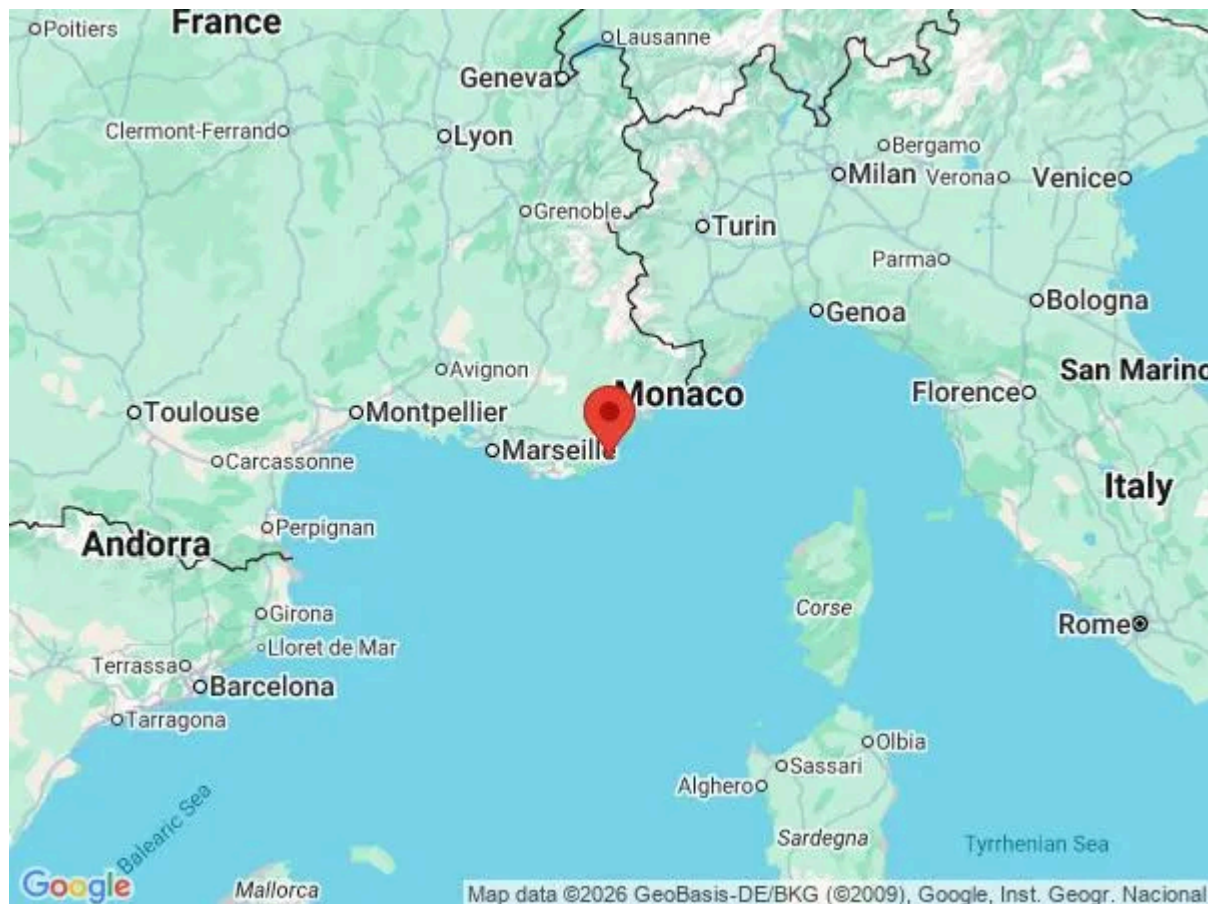 Poitiers
France
Lausanne
Geneva
Clermont-Ferrand
Lyon
Bergamo
Milan
Verona
Venice
Grenoble
Turin
Parma
Bologna
Genoa
Avignon
San Marino
Monaco
Florence
Toulouse
Montpellier
Marseille
Carcassonne
Italy
Perpignan
Andorra
Corse
Girona
Rome
Lloret de Mar
Terrassa
Barcelona
Tarragona
Olbia
Sassari
Alghero
Balearic Sea
Sardegna
Tyrrhenian Sea
Google
Mallorca
Map data ©2026 GeoBasis-DE/BKG (©2009), Google, Inst. Geogr. Nacional